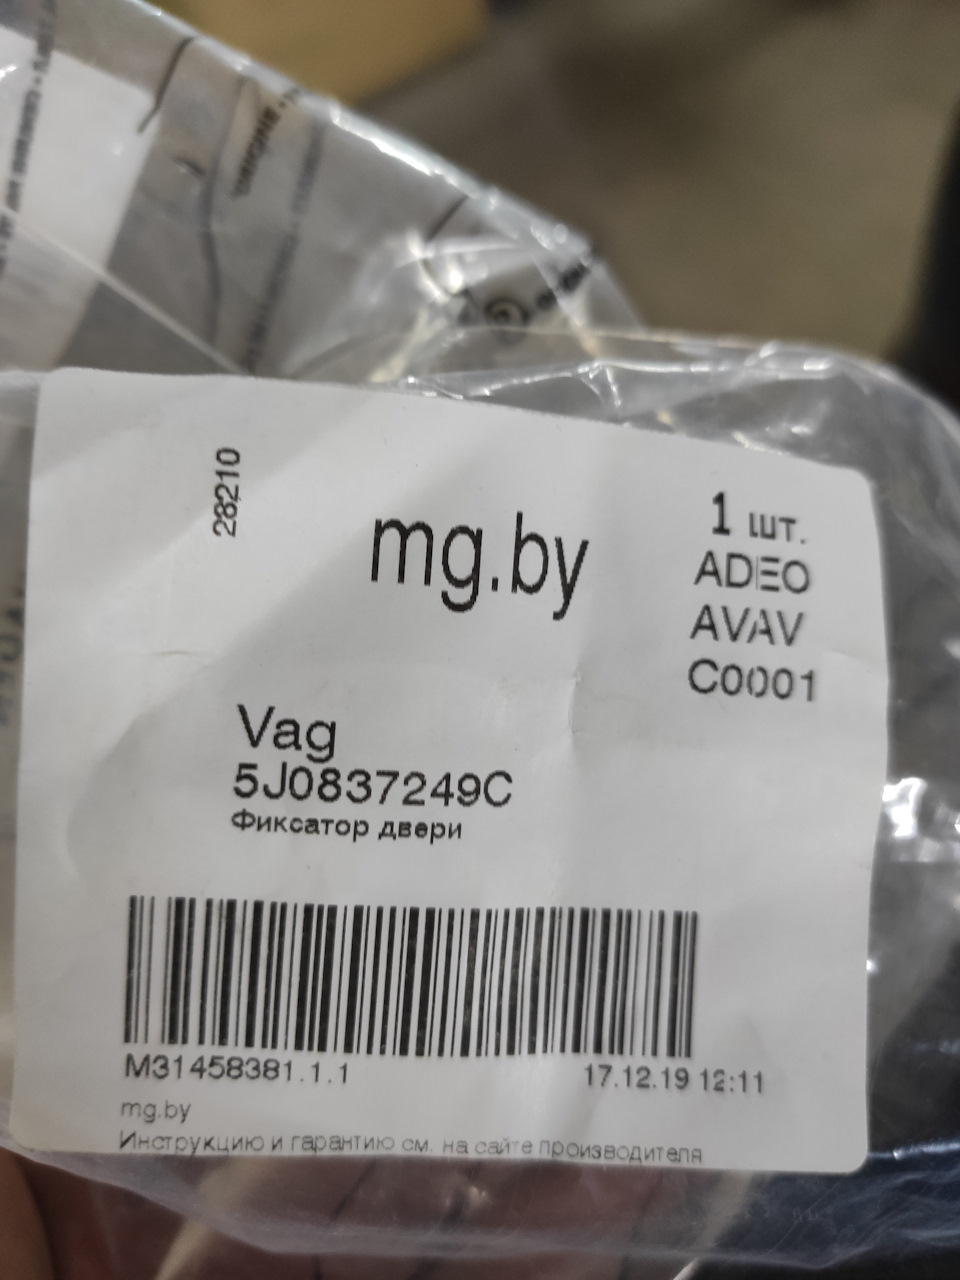 28210
mg.by
1 шт.
ADEO
AVAV
C0001
Vag
5J0837249C
Фиксатор двери
M31458381.1.1
17.12.19 12:11
mg.by
Инструкцию и гарантию см. на сайте производителя